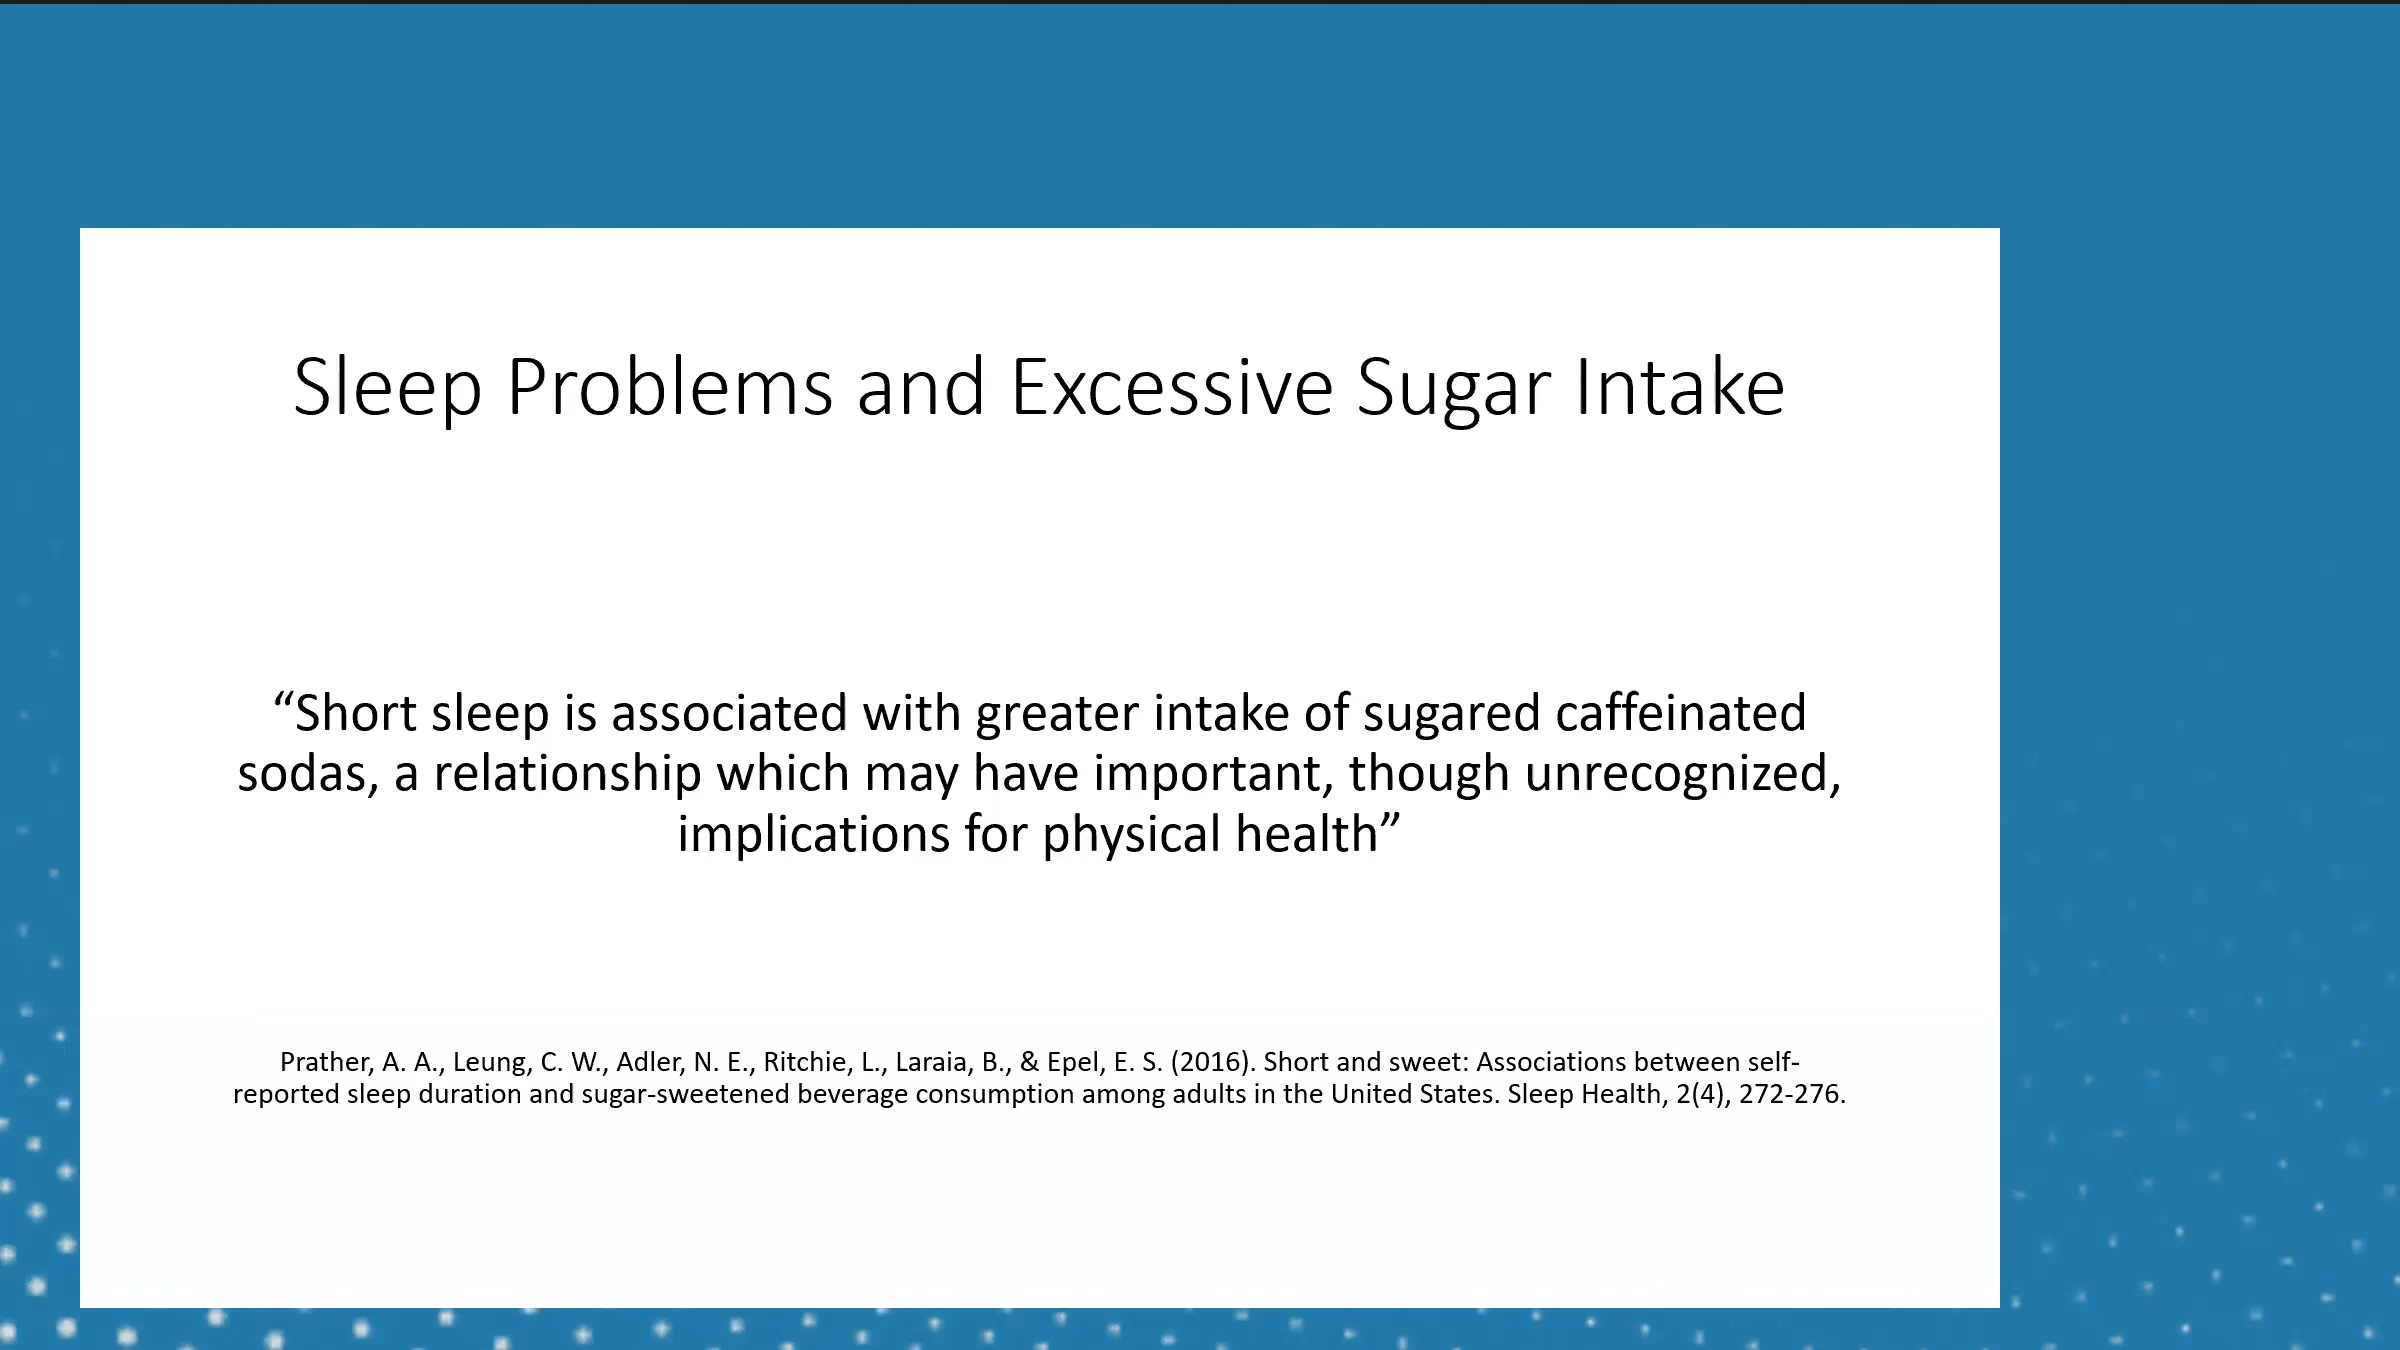 Sleep Problems and Excessive Sugar Intake
“Short sleep is associated with greater intake of sugared caffeinated
sodas, a relationship which may have important, though unrecognized,
implications for physical health”
Prather, A. A., Leung, C. W., Adler, N. E., Ritchie, L., Laraia, B., & Epel, E. S. (2016). Short and sweet: Associations between self-
reported sleep duration and sugar-sweetened beverage consumption among adults in the United States. Sleep Health, 2(4), 272-276.